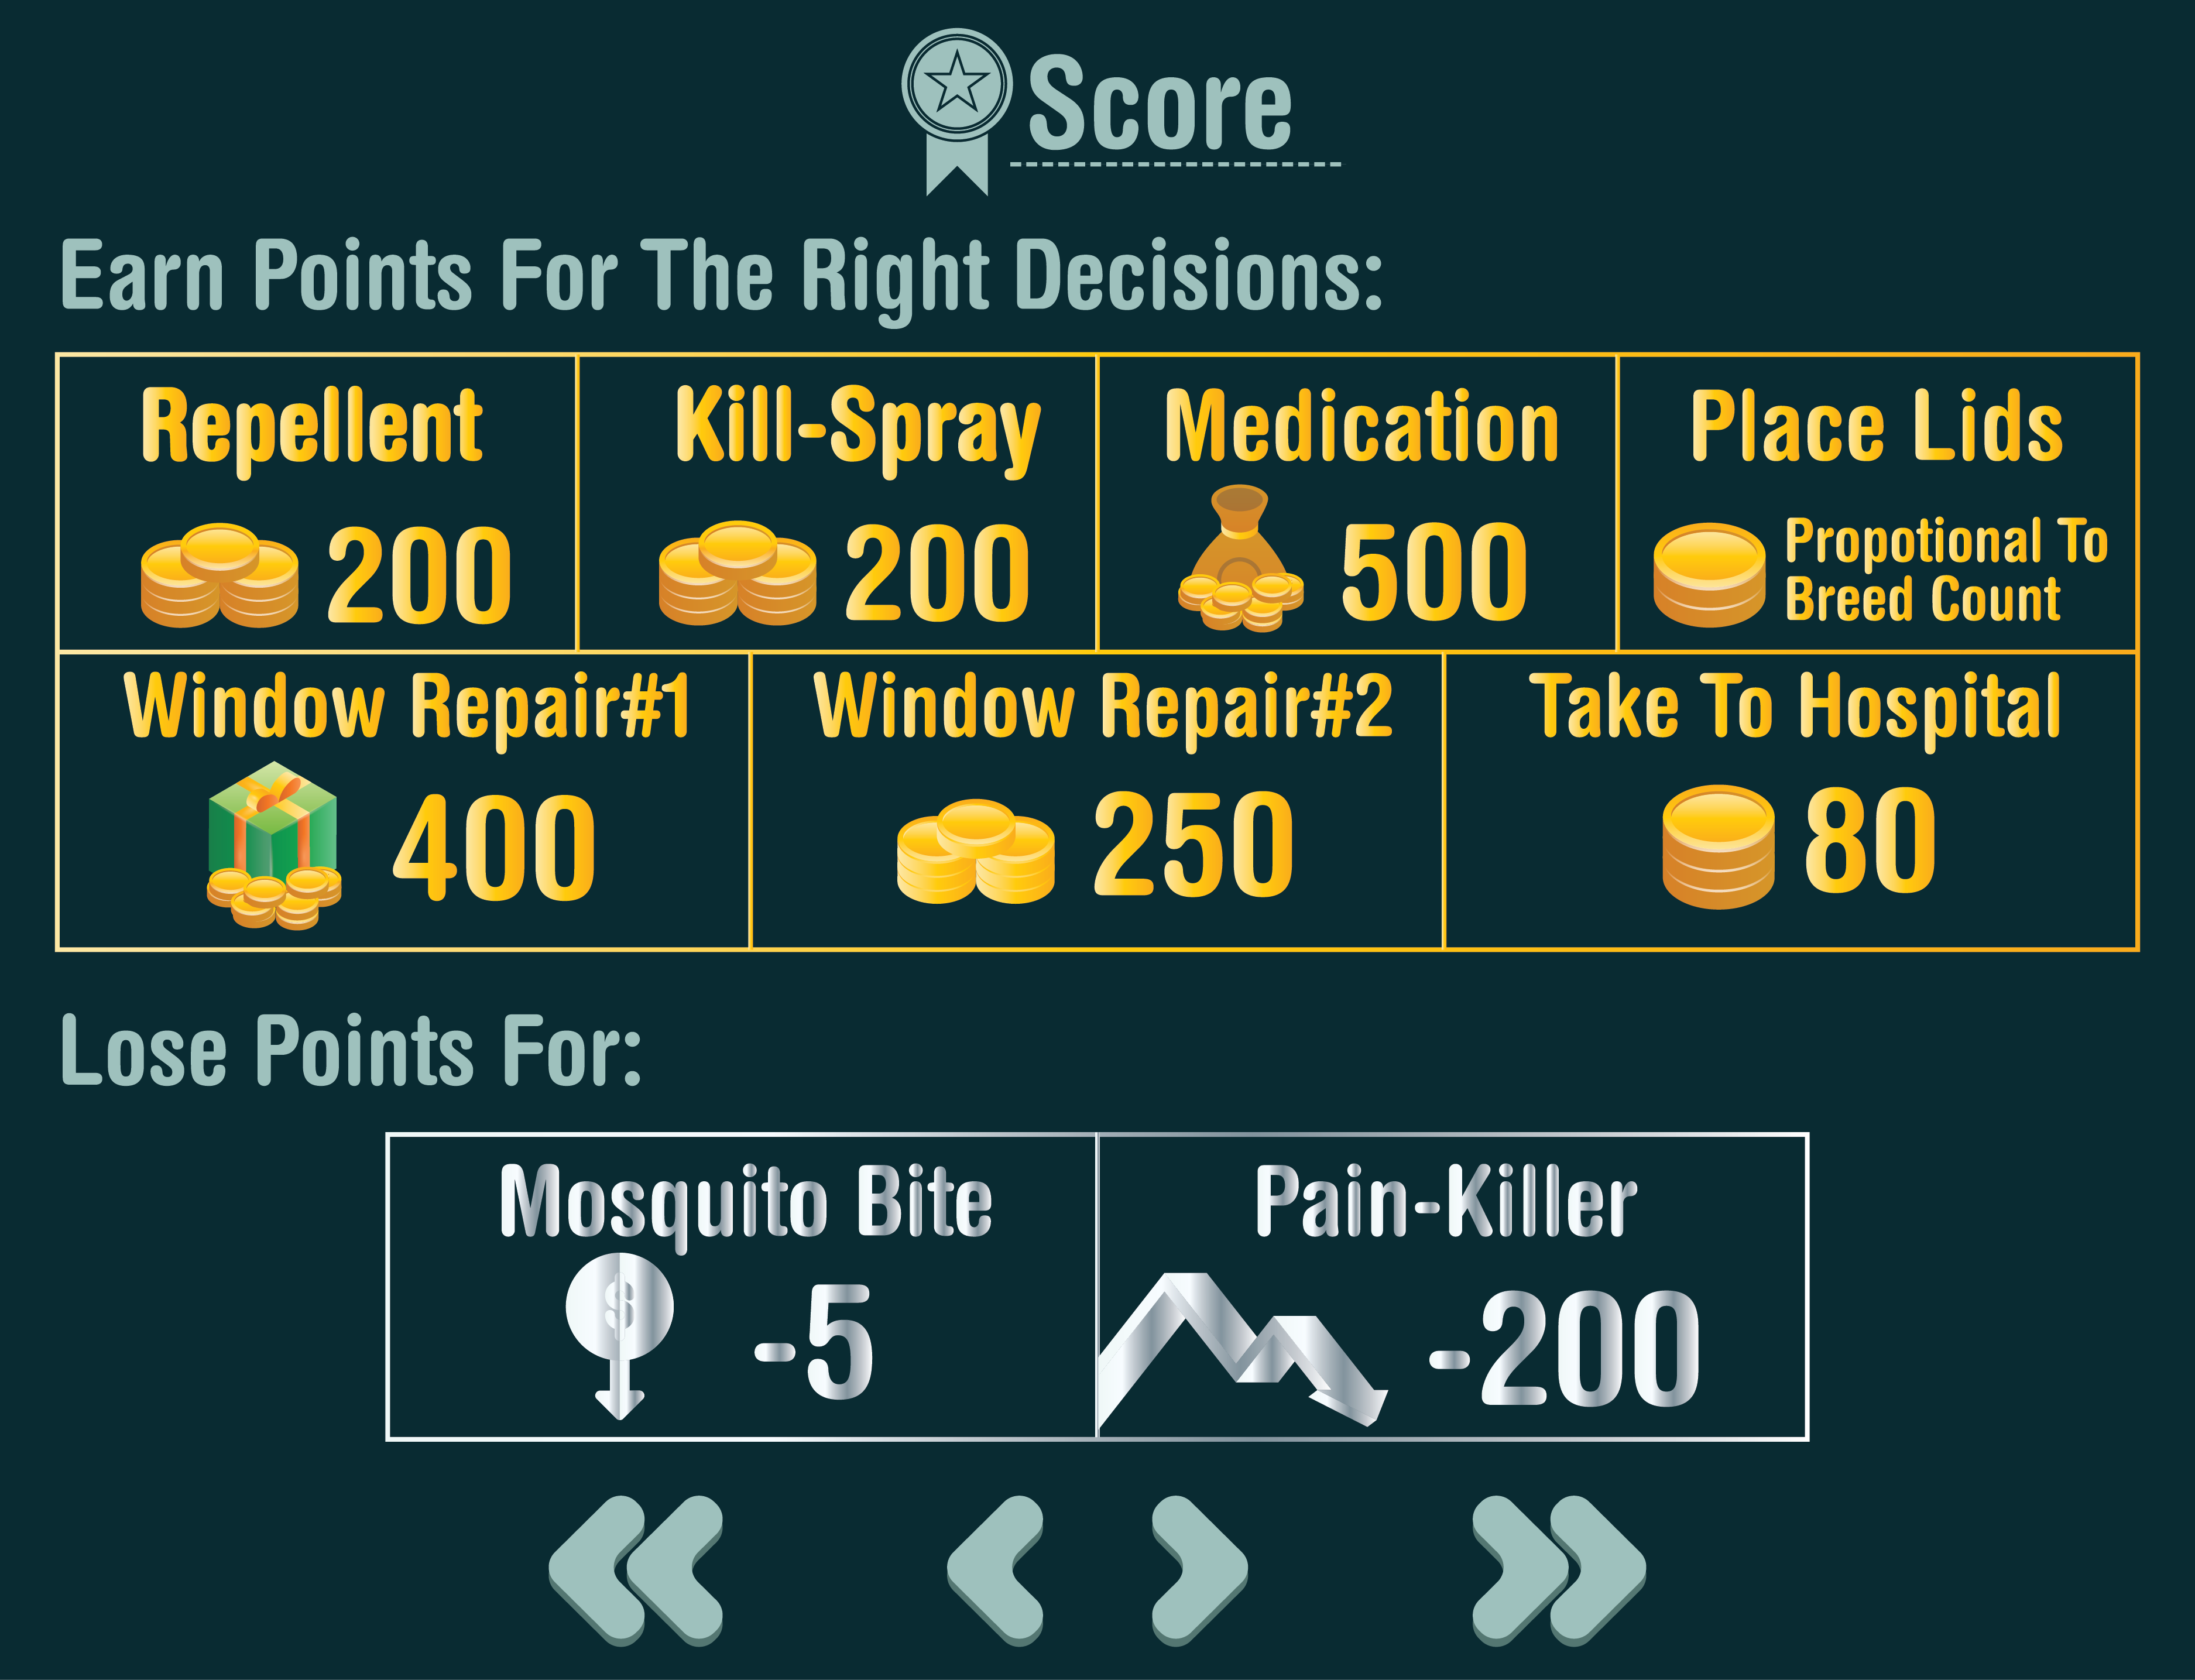 Score
Earn Points For The Right Decisions:
Repellent
200
Kill-Spray
200
Medication
500
Place Lids
Propotional To
Breed Count
Window Repair#1
400
Window Repair#2
250
Take To Hospital
80
Lose Points For:
Mosquito Bite
$
-5
Pain-Killer
-200